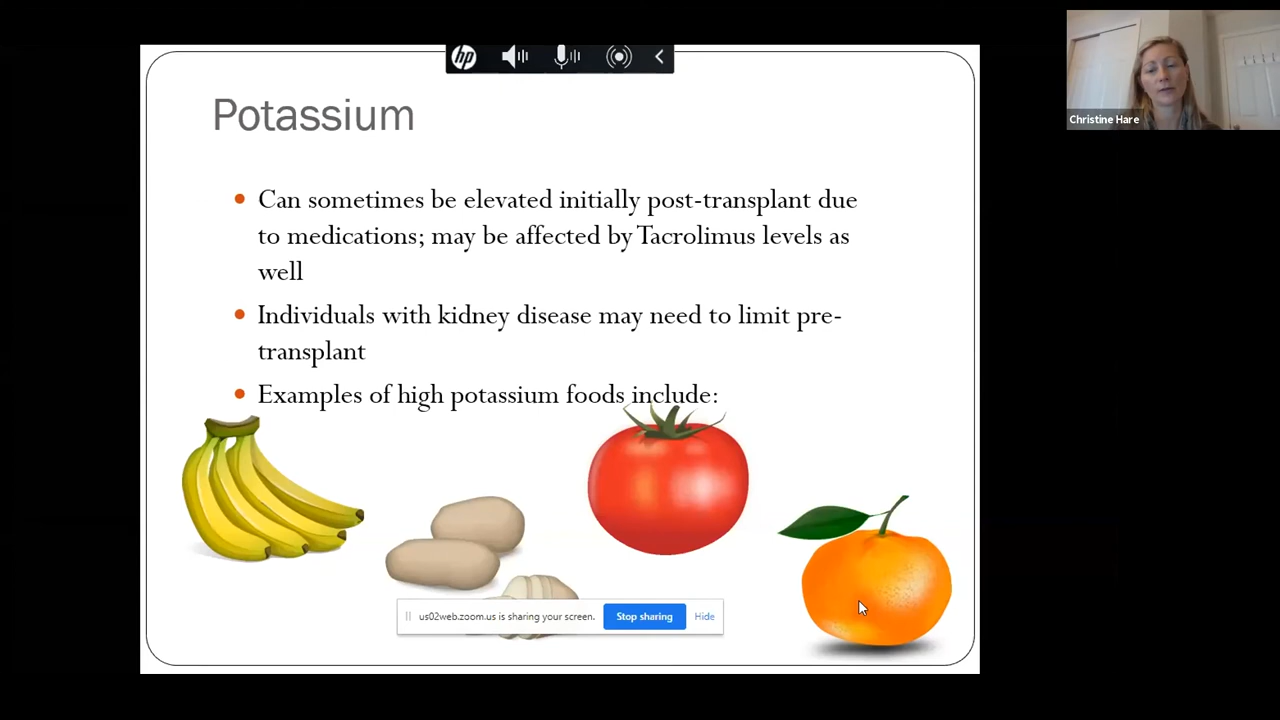 hp
Potassium
Christine Hare
Can sometimes be elevated initially post-transplant due
to medications; may be affected by Tacrolimus levels as
well
Individuals with kidney disease may need to limit pre-
transplant
Examples of high potassium foods include:
us02web.zoom.us is sharing your screen. Stop sharing Hide